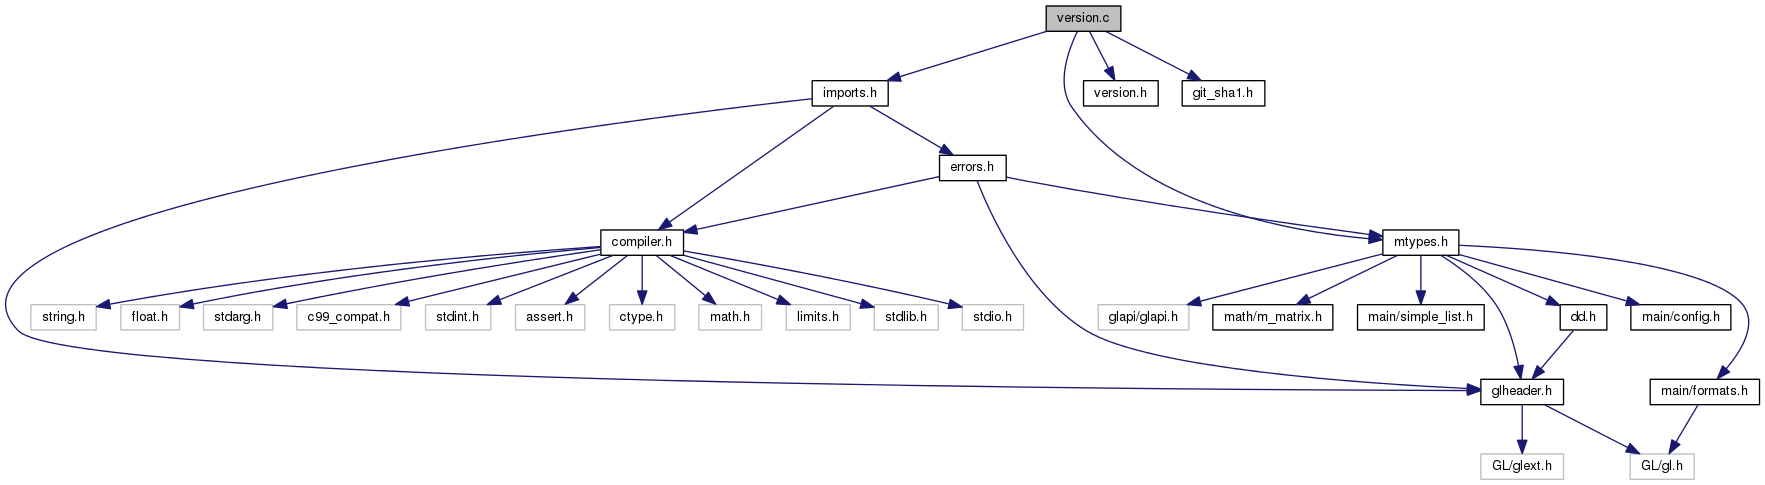 version.c
imports.h
version.h
git_sha1.h
errors.h
compiler.h
mtypes.h
string.h
float.h
stdarg.h
c99_compat.h
stdint.h
assert.h
ctype.h
math.h
limits.h
stdlib.h
stdio.h
glapi/glapi.h
math/m_matrix.h
main/simple_list.h
dd.h
main/config.h
glheader.h
main/formats.h
GL/glext.h
GL/gl.h